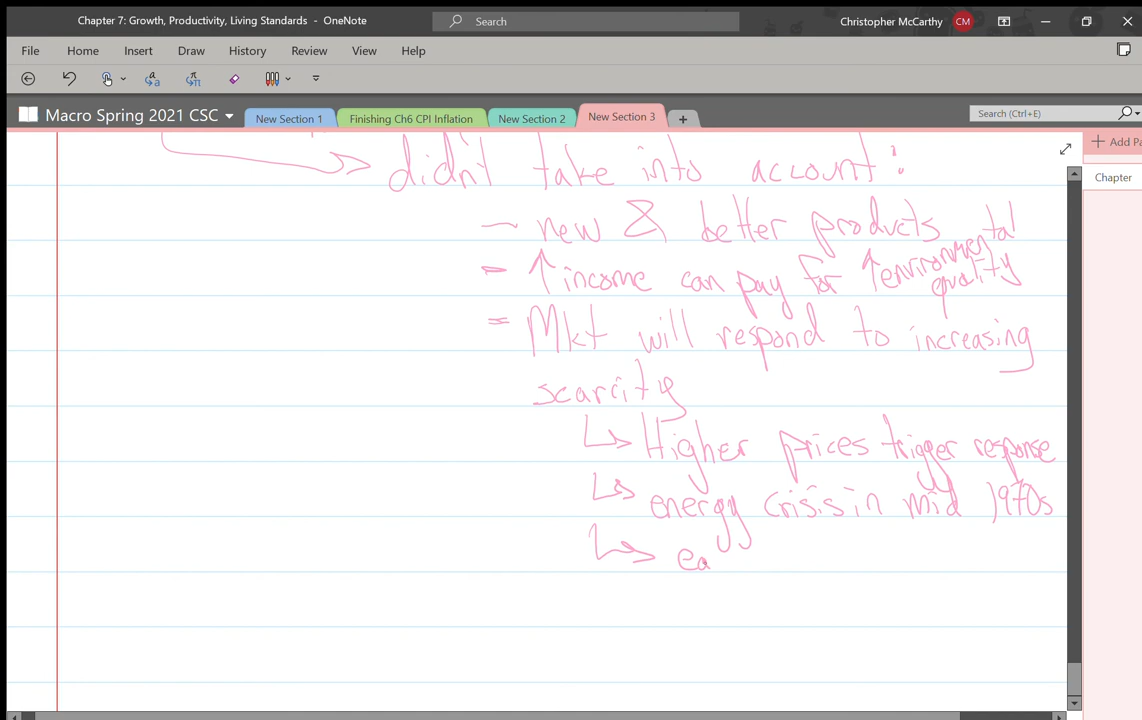 Chapter 7: Growth, Productivity, Living Standards - OneNote
Search
Christopher McCarthy CM
File Home Insert Draw History Review View Help
Macro Spring 2021 CSC
New Section 1
Finishing Ch6 CPI Inflation
New Section 2
New Section 3
Search (Ctrl+E)
Add Pa
Chapter
didn't take into account:
- new & better products
- ↑ income can pay for ↑ environmental quality
- Mkt will respond to increasing
scarcity
↳ Higher prices trigger response
↳ energy crisis in mid 1970s
↳ ea